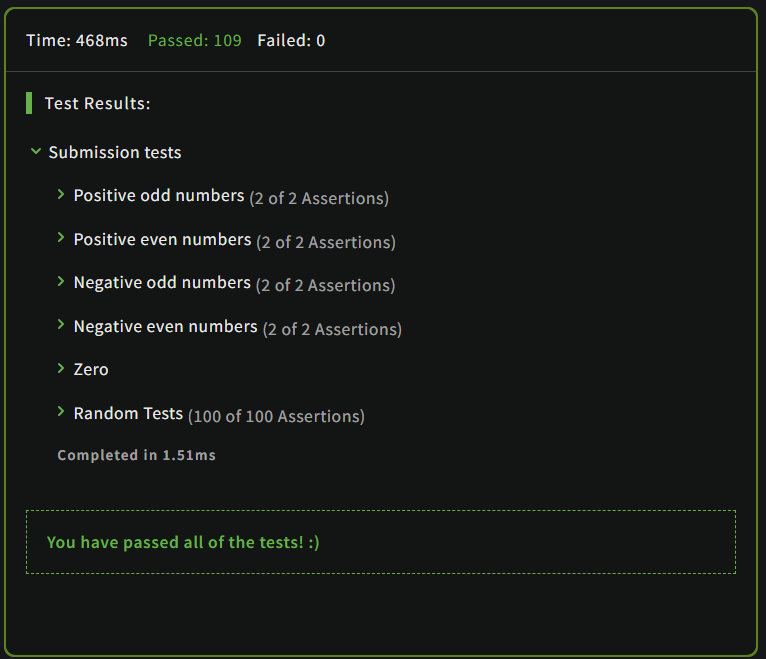 Time: 468ms Passed: 109 Failed: 0
Test Results:
Submission tests
Positive odd numbers (2 of 2 Assertions)
Positive even numbers (2 of 2 Assertions)
Negative odd numbers (2 of 2 Assertions)
Negative even numbers (2 of 2 Assertions)
Zero
Random Tests (100 of 100 Assertions)
Completed in 1.51ms
You have passed all of the tests! :)